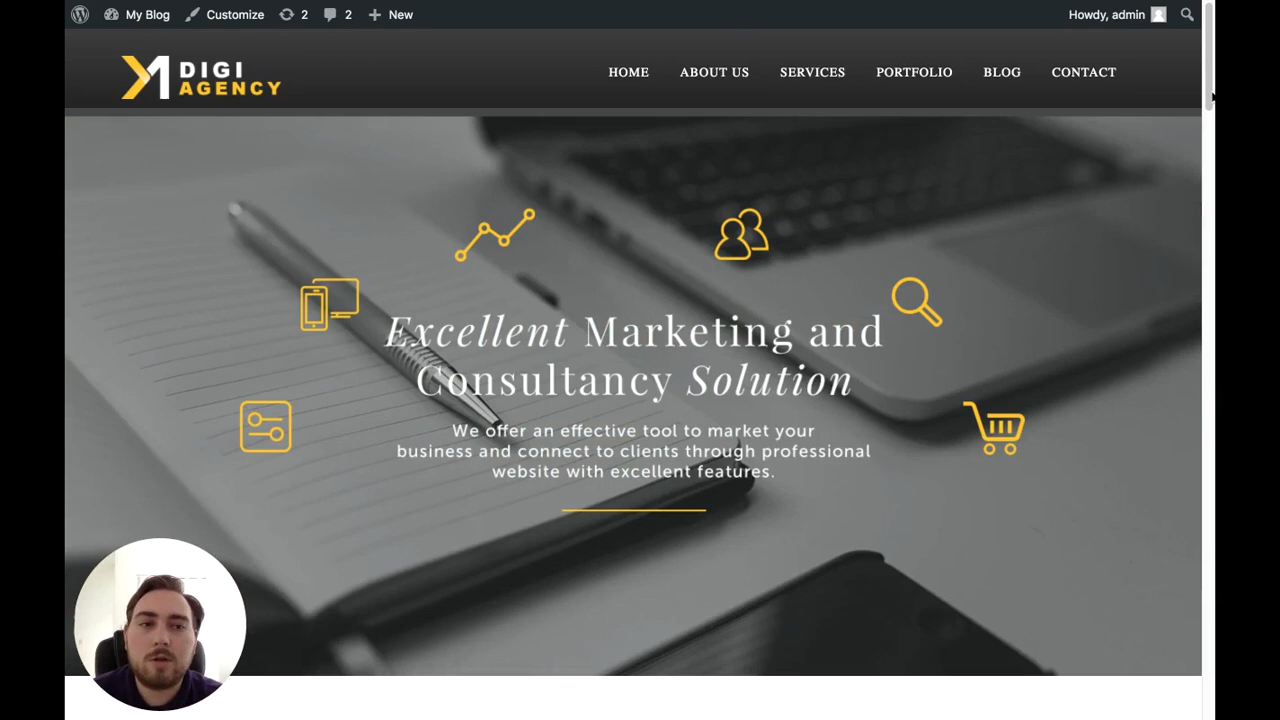 My Blog Customize 2 2 New Howdy, admin
DIGI
AGENCY
HOME ABOUT US SERVICES PORTFOLIO BLOG CONTACT
Excellent Marketing and
Consultancy Solution
We offer an effective tool to market your
business and connect to clients through professional
website with excellent features.